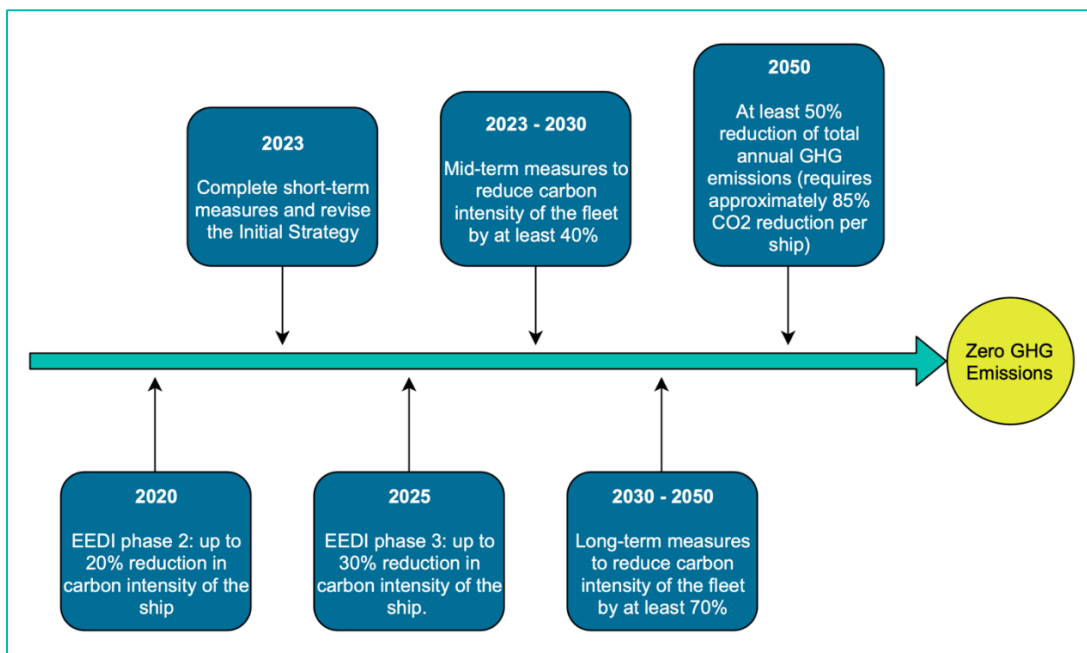 2023
Complete short-term
measures and revise
the Initial Strategy
2023 - 2030
Mid-term measures to
reduce carbon
intensity of the fleet
by at least 40%
2050
At least 50%
reduction of total
annual GHG
emissions (requires
approximately 85%
CO2 reduction per
ship)
Zero GHG
Emissions
2020
EEDI phase 2: up to
20% reduction in
carbon intensity of the
ship
2025
EEDI phase 3: up to
30% reduction in
carbon intensity of the
ship.
2030 - 2050
Long-term measures
to reduce carbon
intensity of the fleet
by at least 70%